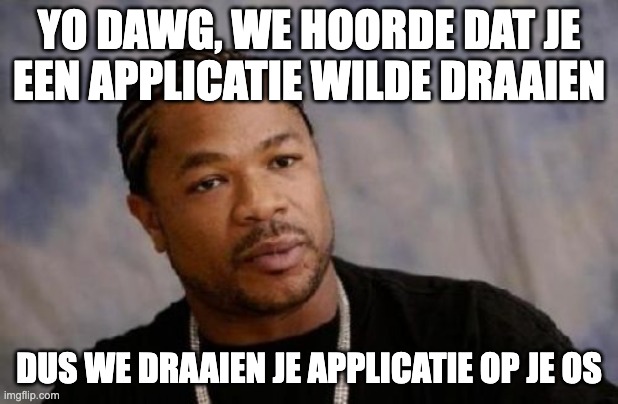 YO DAWG, WE HOORDE DAT JE
EEN APPLICATIE WILDE DRAAIEN
DUS WE DRAAIEN JE APPLICATIE OP JE OS
imgflip.com